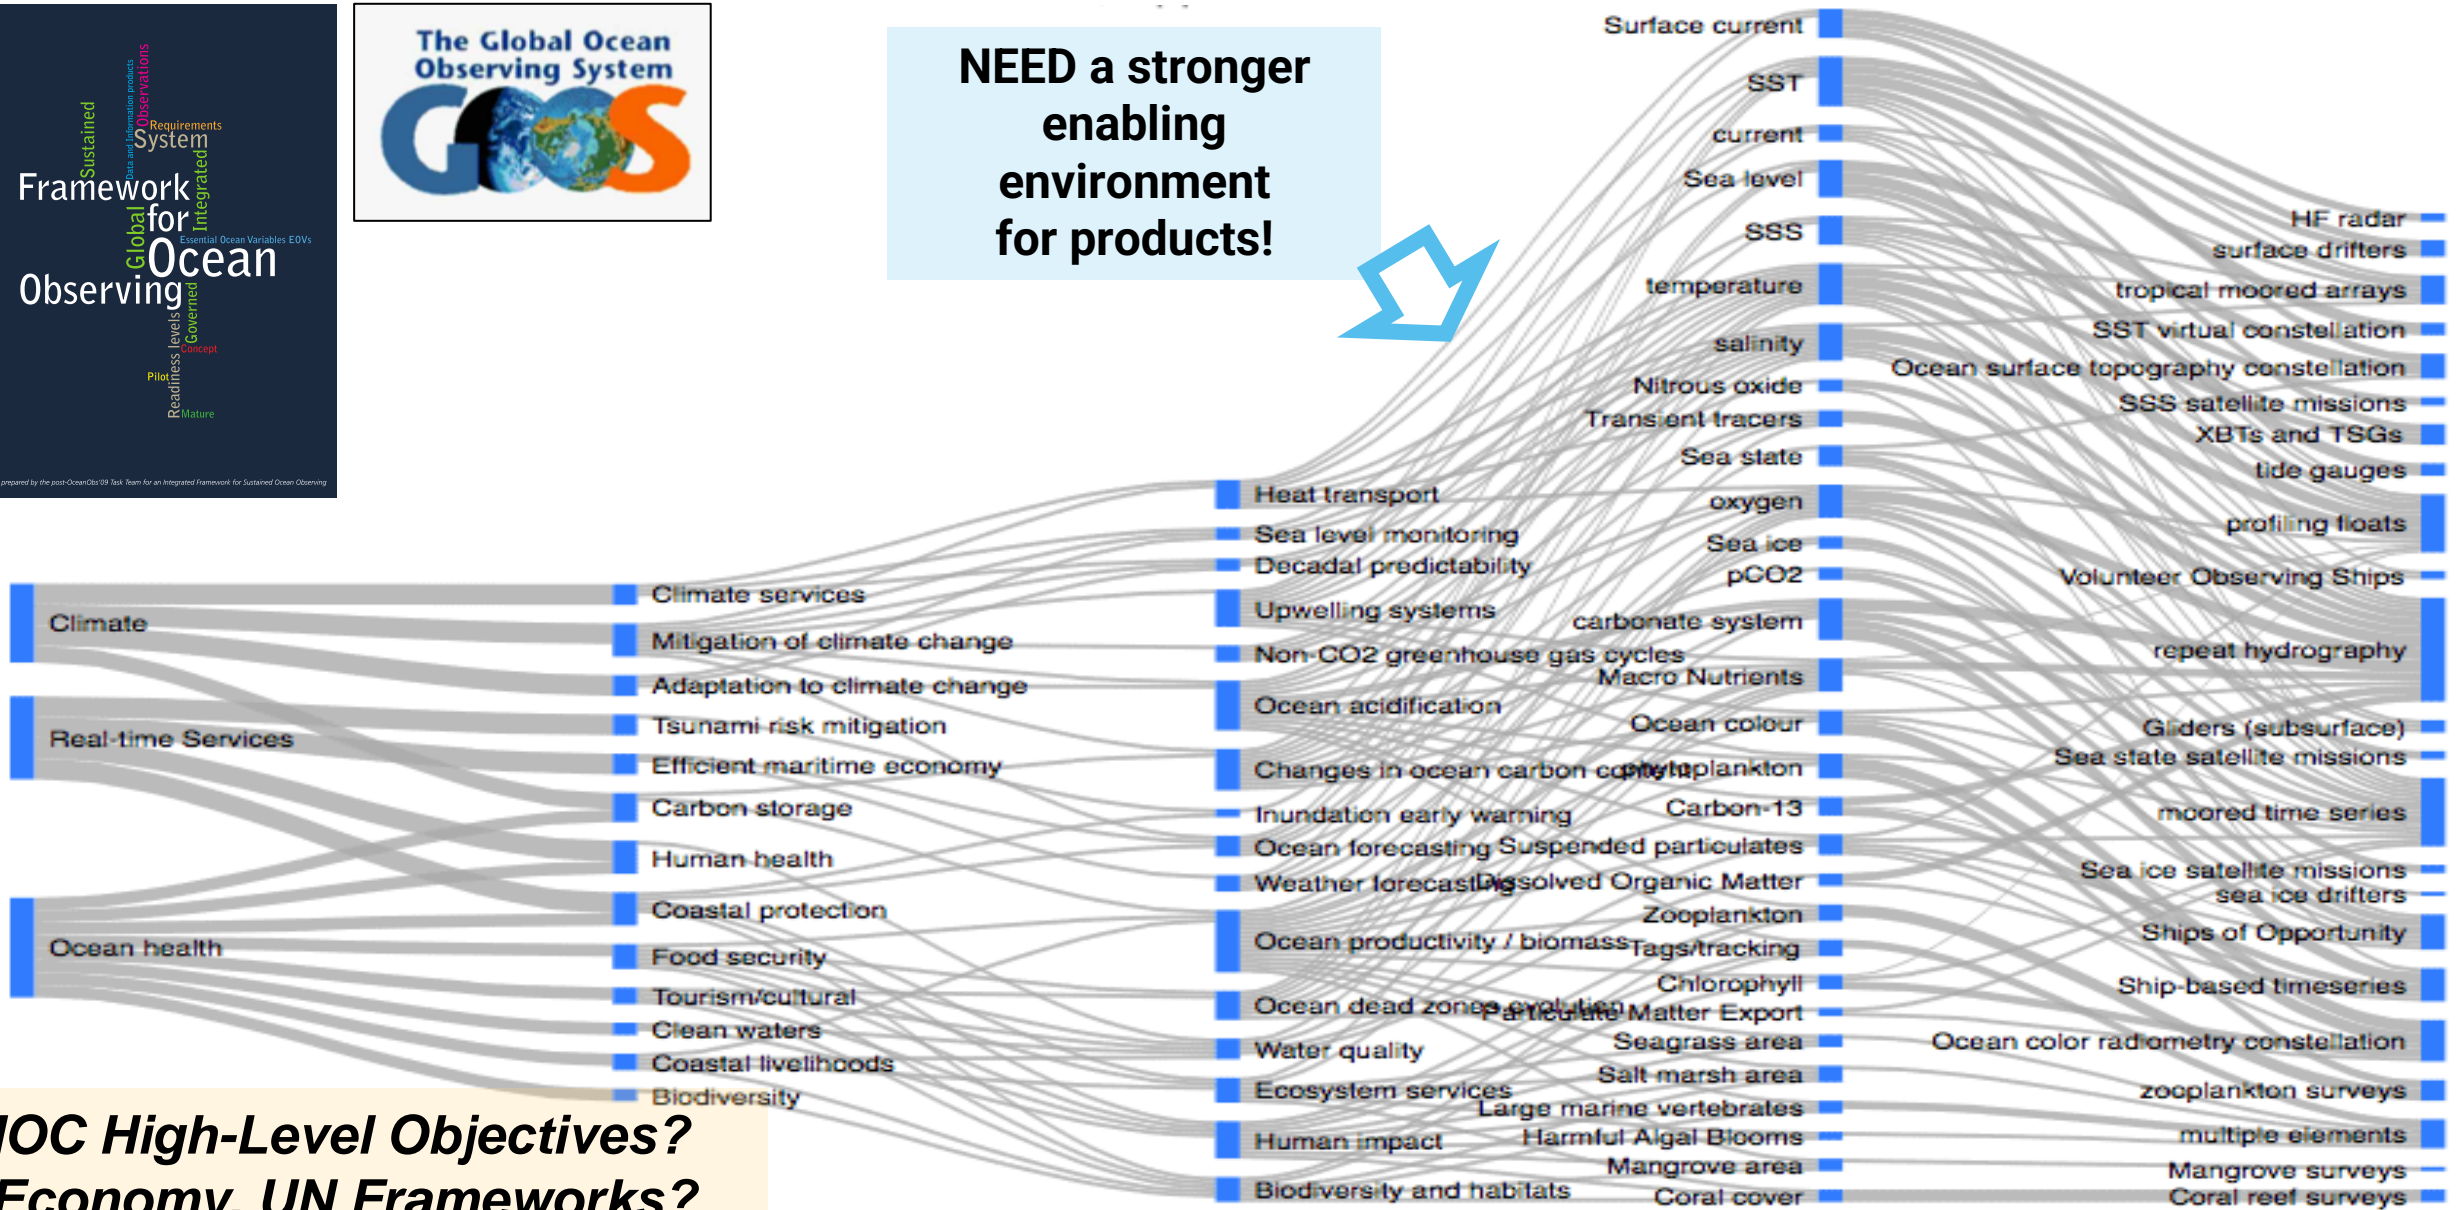 Observations
Data and Information products
Sustained
Requirements
System
Integrated
Framework
for
Global
Essential Ocean Variables EOVs
Ocean
Observing
Governed
Readiness levels
Concept
Pilot
Mature
prepared by the post-OceanObs'09 Task Team for an Integrated Framework for Sustained Ocean Observing
The Global Ocean
Observing System
GOOS
NEED a stronger
enabling
environment
for products!
Climate
Real-time Services
Ocean health
Climate services
Mitigation of climate change
Adaptation to climate change
Tsunami risk mitigation
Efficient maritime economy
Carbon storage
Human health
Coastal protection
Food security
Tourism/cultural
Clean waters
Coastal livelihoods
Biodiversity
Heat transport
Sea level monitoring
Decadal predictability
Upwelling systems
Non-CO2 greenhouse gas cycles
Ocean acidification
Changes in ocean carbon content
Inundation early warning
Ocean forecasting
Weather forecasting
Ocean productivity / biomass
Ocean dead zones evolution
Water quality
Ecosystem services
Human impact
Biodiversity and habitats
Surface current
SST
current
Sea level
SSS
temperature
salinity
Nitrous oxide
Transient tracers
Sea state
oxygen
Sea ice
pCO2
carbonate system
Macro Nutrients
Ocean colour
phytoplankton
Carbon-13
Suspended particulates
Dissolved Organic Matter
Zooplankton
Tags/tracking
Chlorophyll
Particulate Matter Export
Seagrass area
Salt marsh area
Large marine vertebrates
Harmful Algal Blooms
Mangrove area
Coral cover
HF radar
surface drifters
tropical moored arrays
SST virtual constellation
Ocean surface topography constellation
SSS satellite missions
XBTs and TSGs
tide gauges
profiling floats
Volunteer Observing Ships
repeat hydrography
Gliders (subsurface)
Sea state satellite missions
moored time series
Sea ice satellite missions
sea ice drifters
Ships of Opportunity
Ship-based timeseries
Ocean color radiometry constellation
zooplankton surveys
multiple elements
Mangrove surveys
Coral reef surveys
IOC High-Level Objectives?
Economy, UN Frameworks?